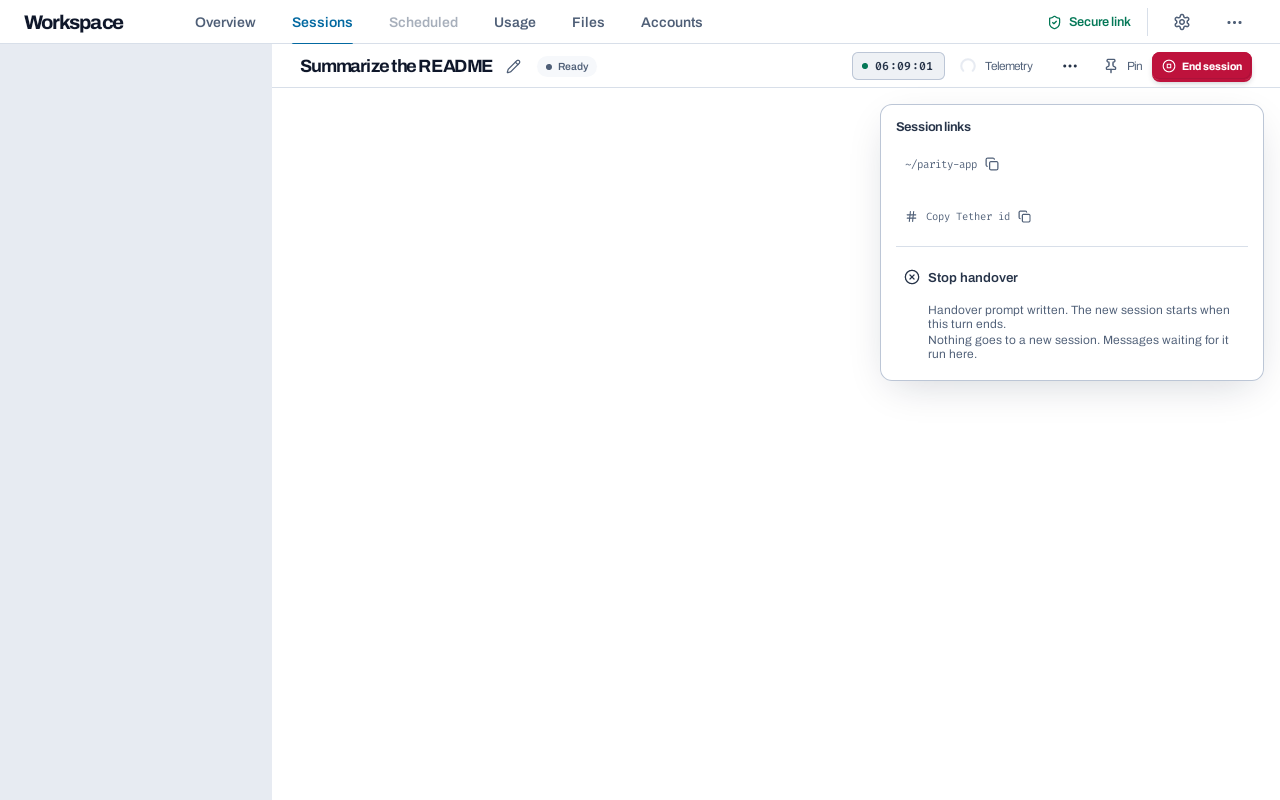 Workspace
Overview
Sessions
Scheduled
Usage
Files
Accounts
Secure link
Summarize the README
Ready
06:09:01
Telemetry
Pin
End session
Session links
~/parity-app
Copy Tether id
Stop handover
Handover prompt written. The new session starts when
this turn ends.
Nothing goes to a new session. Messages waiting for it
run here.